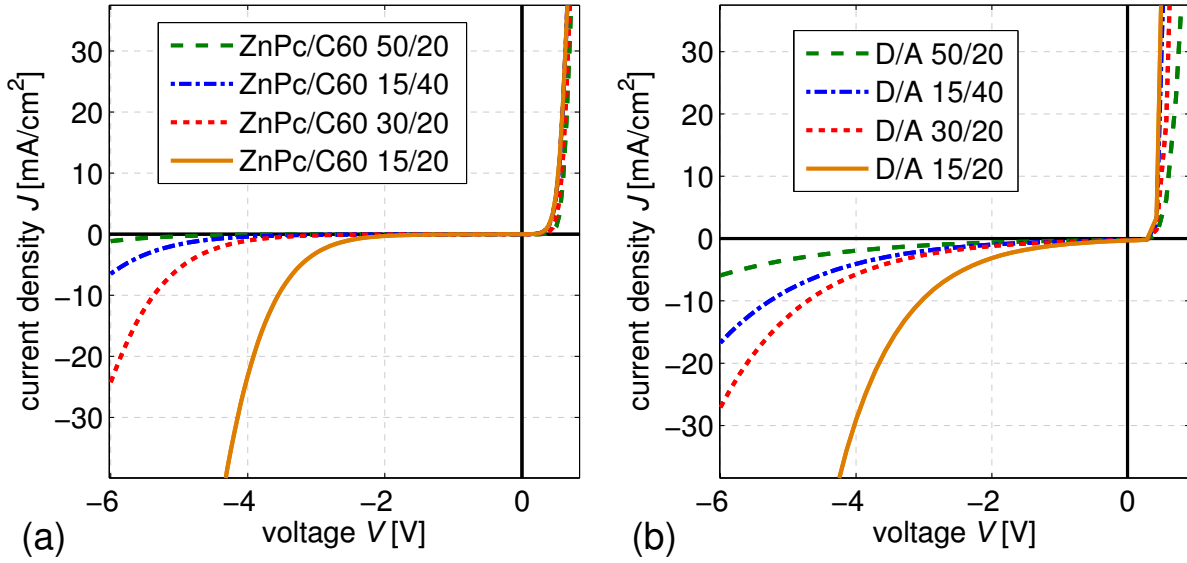 ZnPc/C60 50/20
ZnPc/C60 15/40
ZnPc/C60 30/20
ZnPc/C60 15/20
30
20
10
0
−10
−20
−30
current density J [mA/cm²]
−6
−4
−2
0
voltage V [V]
(a)
D/A 50/20
D/A 15/40
D/A 30/20
D/A 15/20
30
20
10
0
−10
−20
−30
current density J [mA/cm²]
−6
−4
−2
0
voltage V [V]
(b)